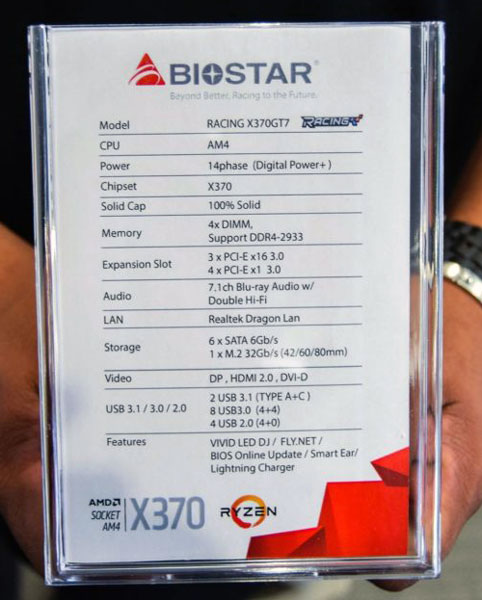 BIOSTAR®
Beyond Better, Racing to the Future.
Model RACING X370GT7 RACING
CPU AM4
Power 14phase (Digital Power+)
Chipset X370
Solid Cap 100% Solid
Memory 4x DIMM,
Support DDR4-2933
Expansion Slot 3 x PCI-E x16 3.0
4 x PCI-E x1 3.0
Audio 7.1ch Blu-ray Audio w/
Double Hi-Fi
LAN Realtek Dragon Lan
Storage 6 x SATA 6Gb/s
1 x M.2 32Gb/s (42/60/80mm)
Video DP , HDMI 2.0 , DVI-D
USB 3.1 / 3.0 / 2.0 2 USB 3.1 (TYPE A+C )
8 USB3.0 (4+4)
4 USB 2.0 (4+0)
Features VIVID LED DJ / FLY.NET /
BIOS Online Update / Smart Ear/
Lightning Charger
AMD
SOCKET
AM4
X370
RYZEN